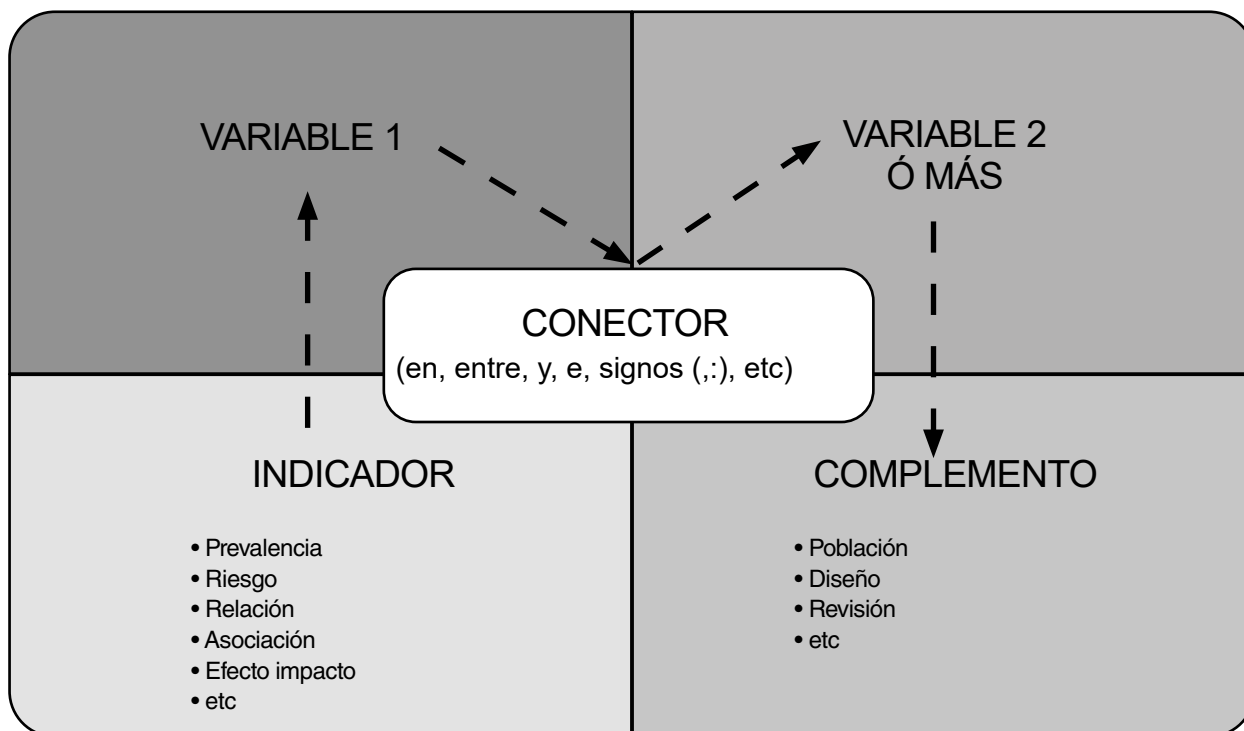 VARIABLE 1
VARIABLE 2
Ó MÁS
CONECTOR
(en, entre, y, e, signos (,:), etc)
INDICADOR
• Prevalencia
• Riesgo
• Relación
• Asociación
• Efecto impacto
• etc
COMPLEMENTO
• Población
• Diseño
• Revisión
• etc